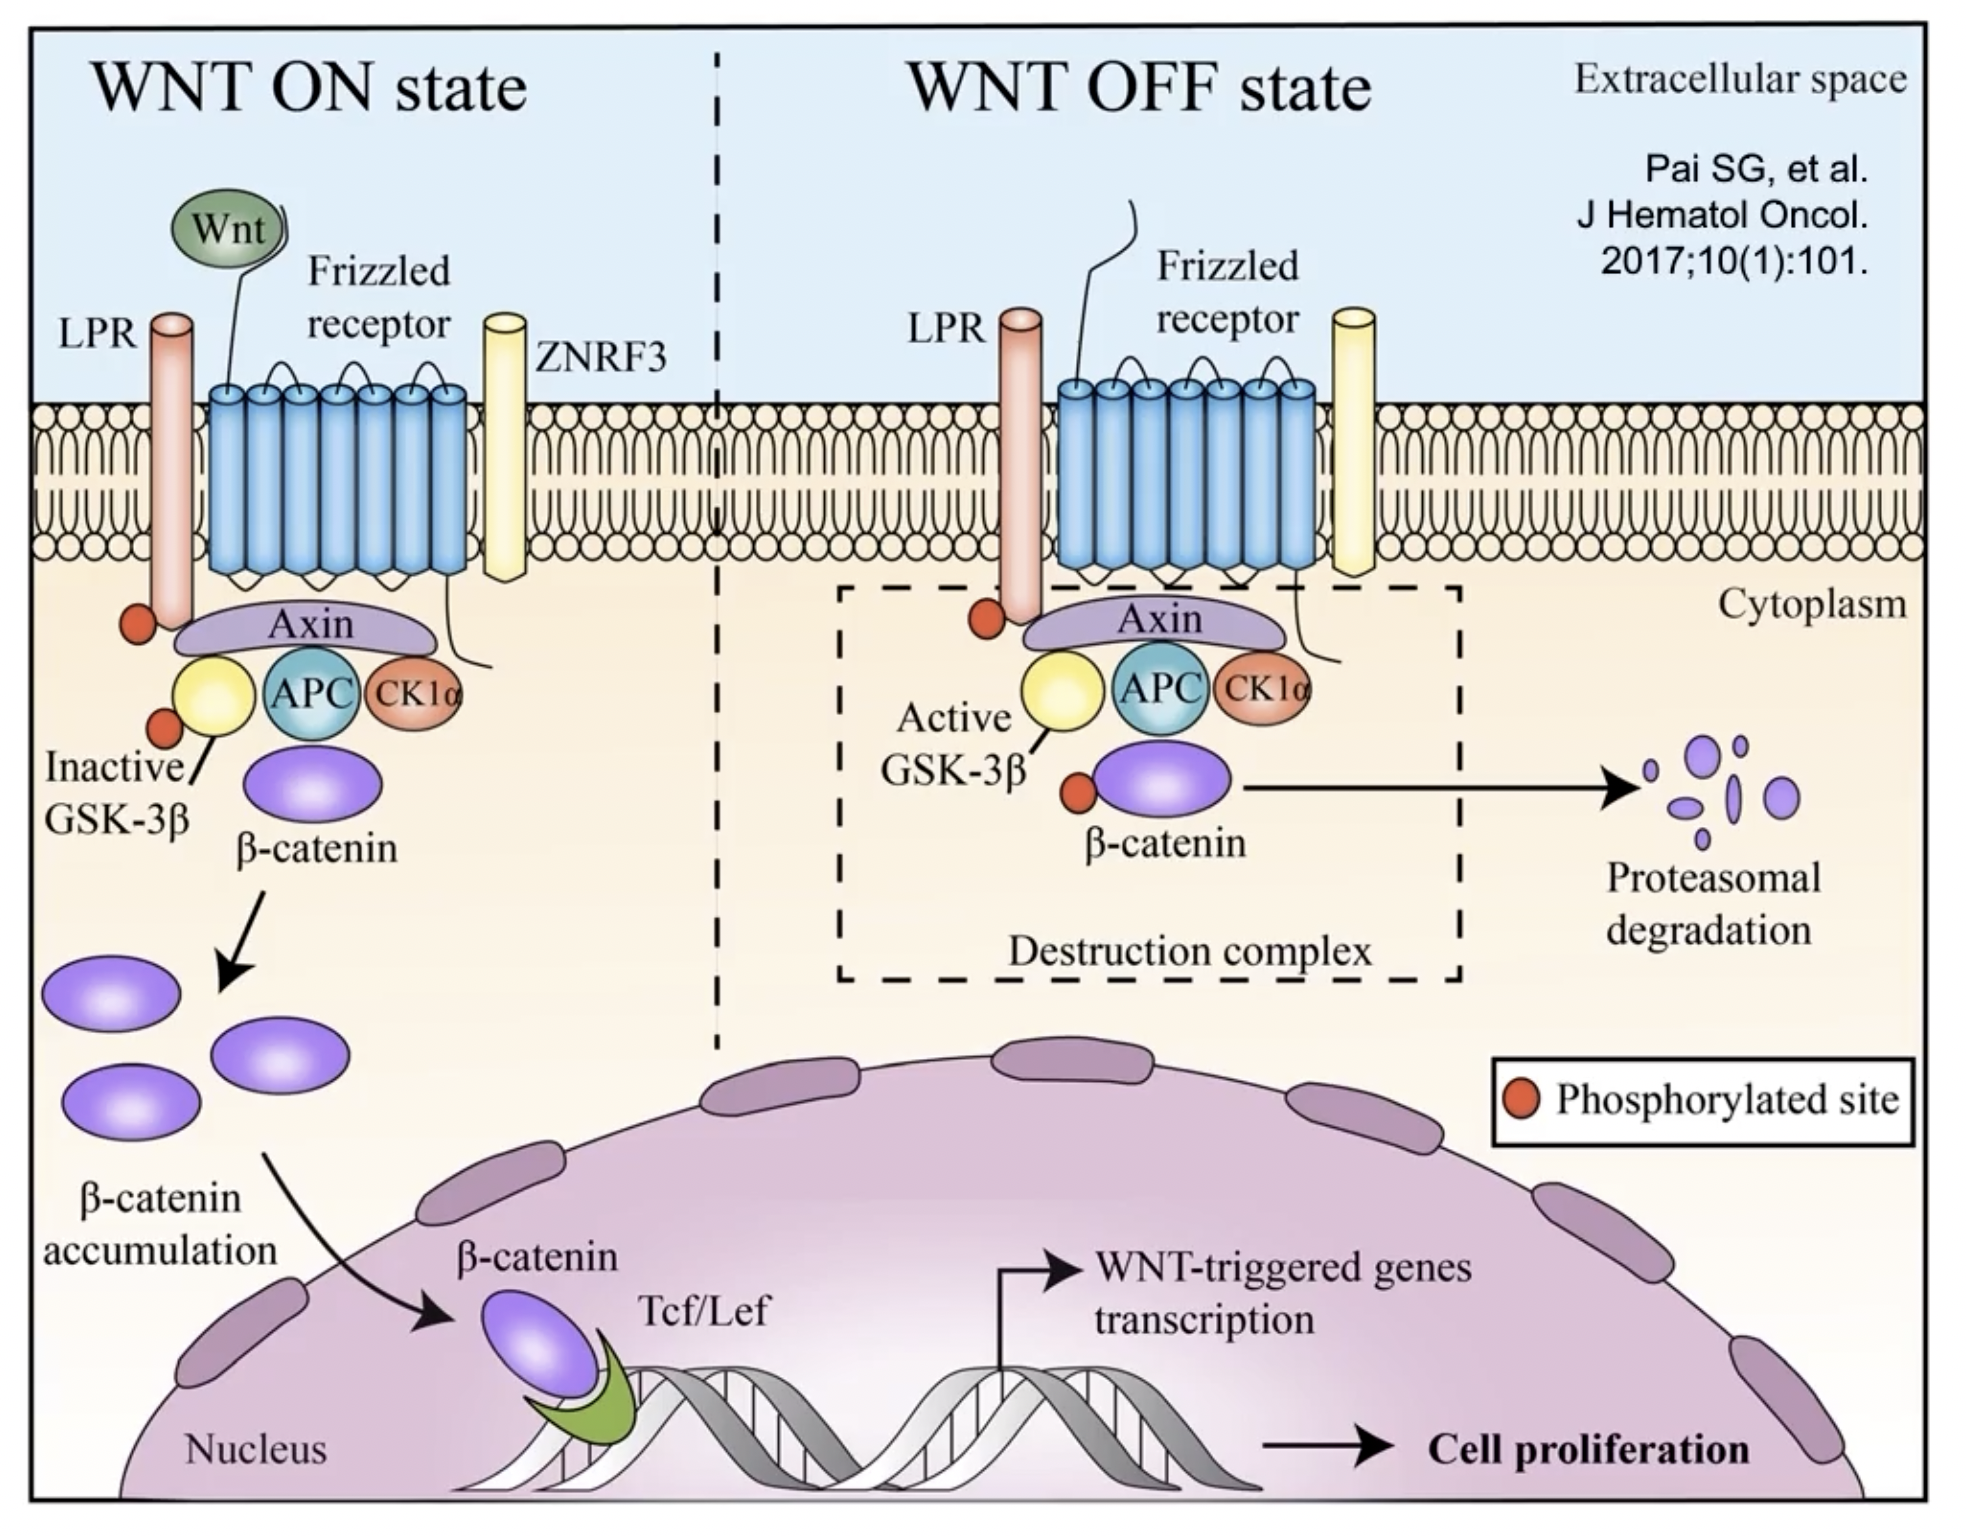 WNT ON state
WNT OFF state
Extracellular space
Pai SG, et al.
J Hematol Oncol.
2017;10(1):101.
Wnt
Frizzled
receptor
LPR
ZNRF3
Frizzled
receptor
LPR
Cytoplasm
Axin
APC
CK1α
Inactive
GSK-3β
β-catenin
Axin
APC
CK1α
Active
GSK-3β
β-catenin
Destruction complex
Proteasomal
degradation
Phosphorylated site
β-catenin
accumulation
β-catenin
Tcf/Lef
WNT-triggered genes
transcription
Nucleus
Cell proliferation